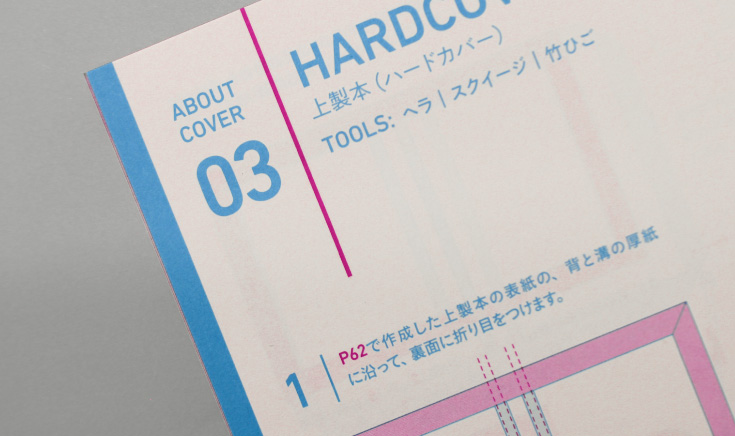 ABOUT
COVER
03
HARDCOV
上製本（ハードカバー）
TOOLS: ヘラ | スクイージ | 竹ひご
1
P62で作成した上製本の表紙の、背と溝の厚紙
に沿って、裏面に折り目をつけます。